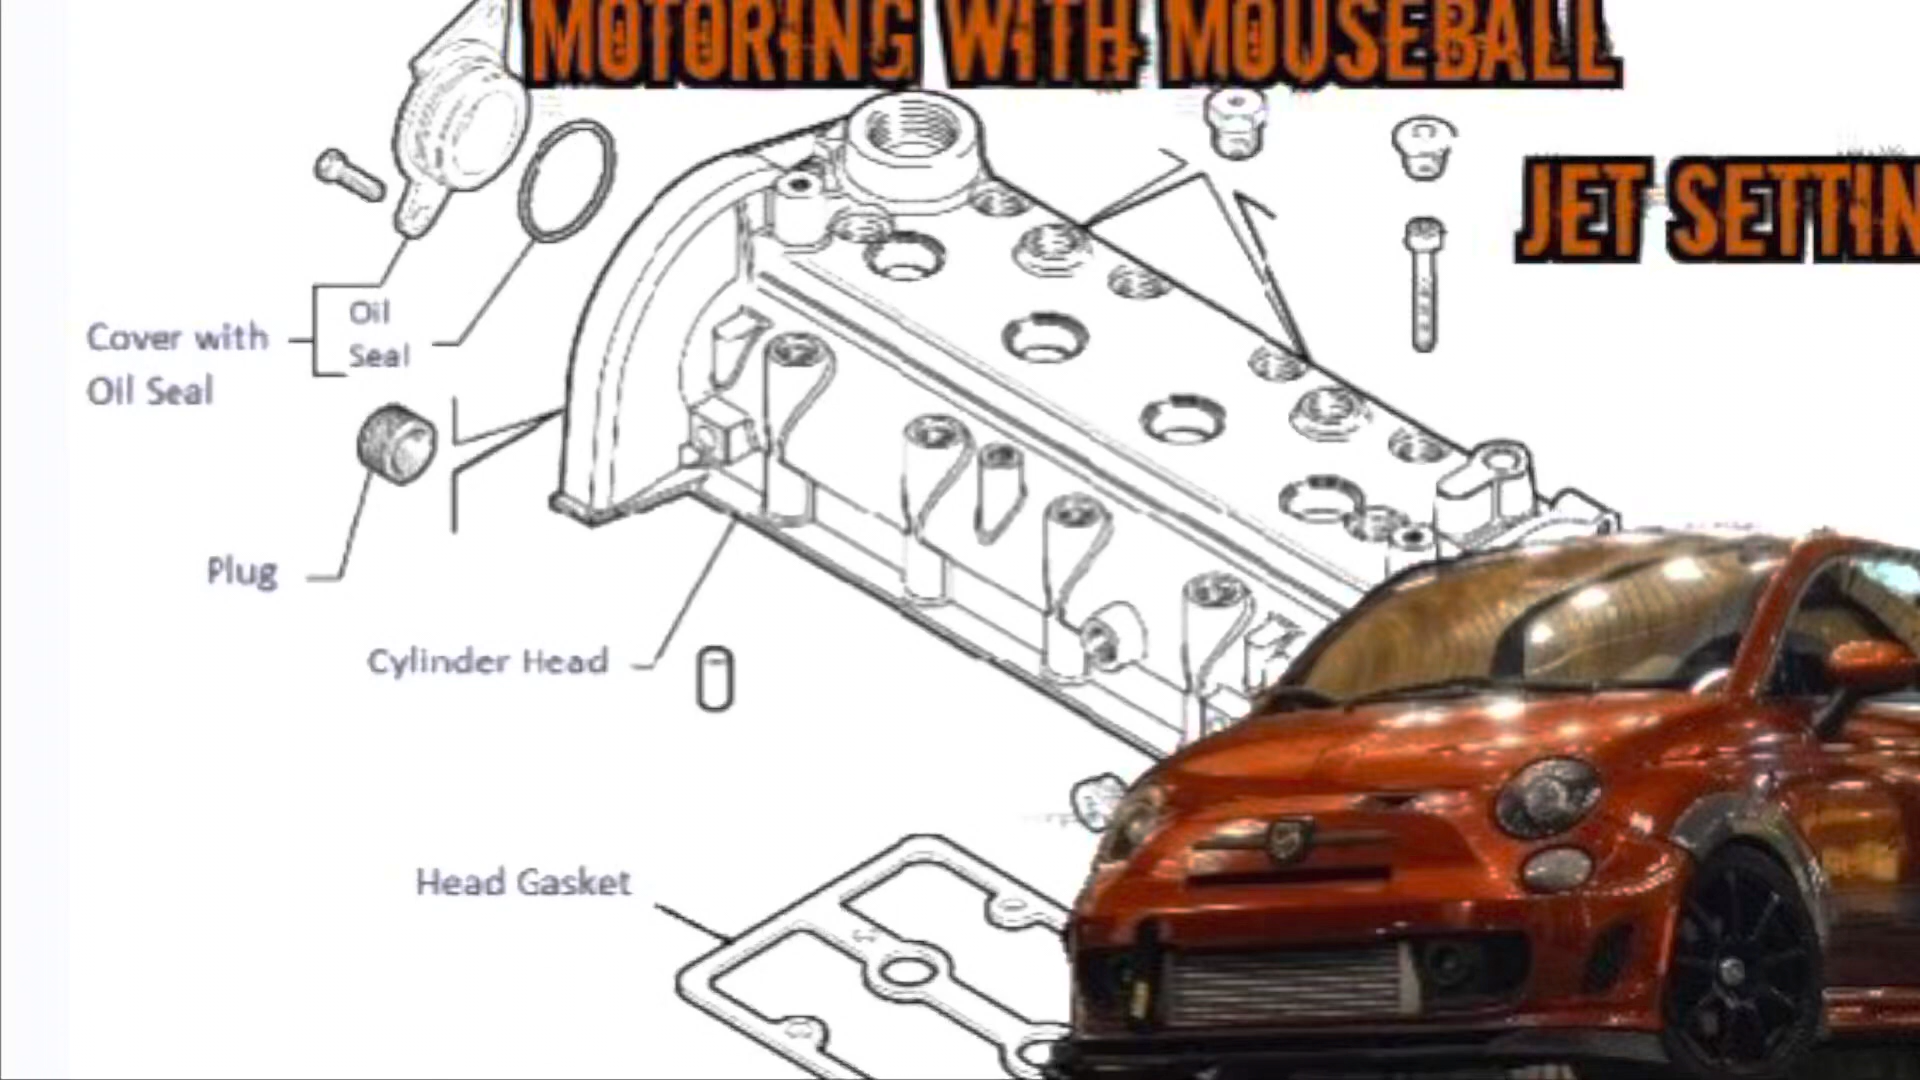 MOTORING WITH MOUSEBALL
JET SETTIN
Oil
Seal
Cover with
Oil Seal
Plug
Cylinder Head
Head Gasket